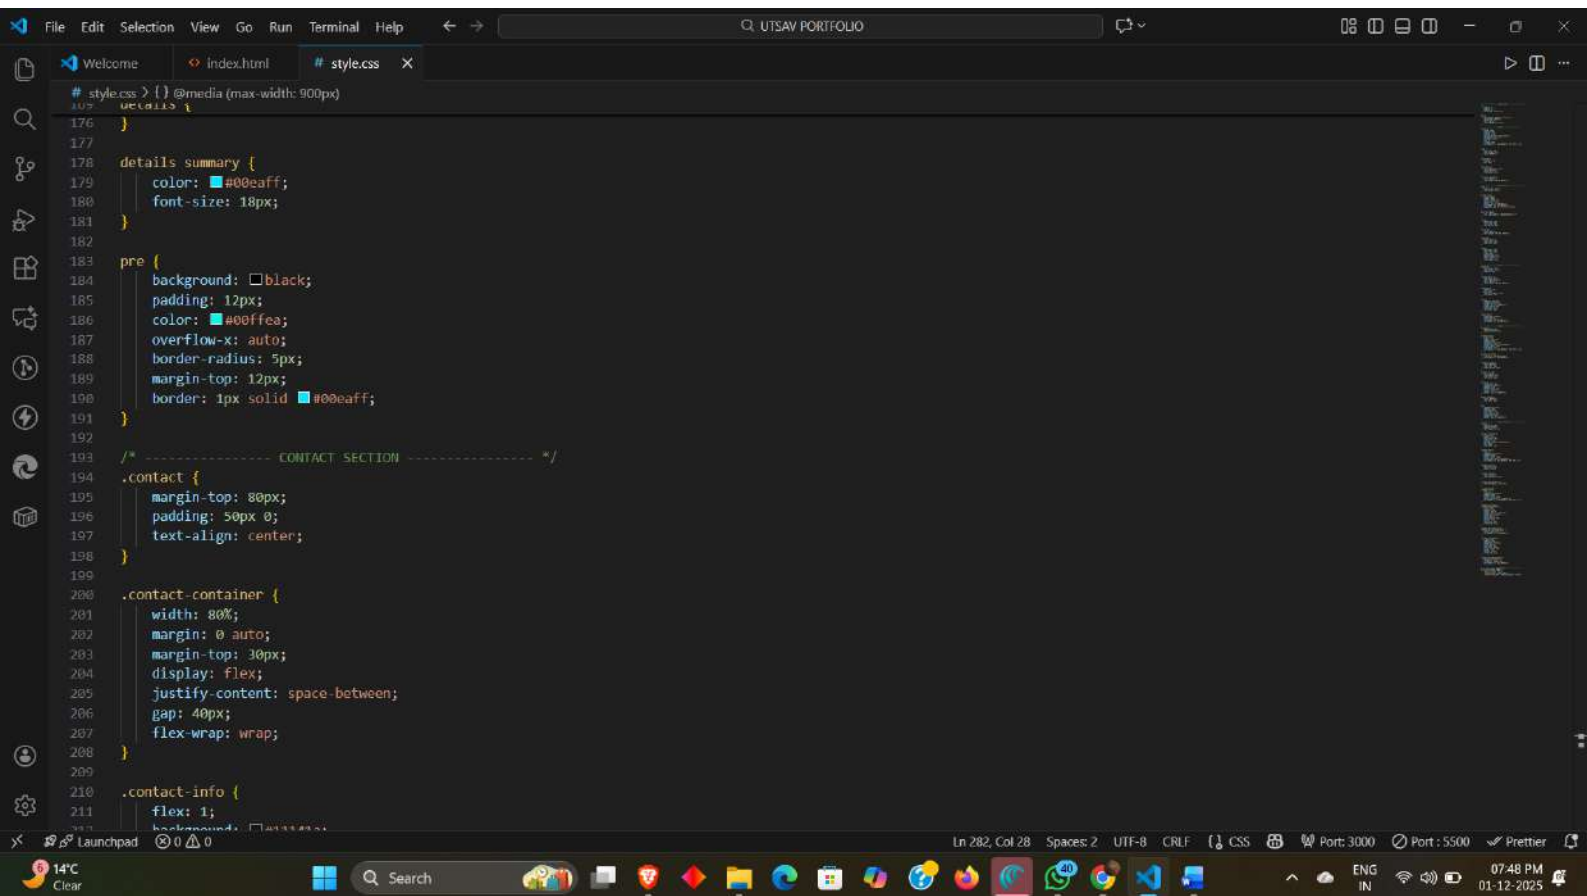 File Edit Selection View Go Run Terminal Help UTSAV PORTFOLIO
Welcome index.html # style.css
# style.css > { } @media (max-width: 900px)
169 details {
176 }
177
178 details summary {
179 color: #00eaff;
180 font-size: 18px;
181 }
182
183 pre {
184 background: black;
185 padding: 12px;
186 color: #00ffea;
187 overflow-x: auto;
188 border-radius: 5px;
189 margin-top: 12px;
190 border: 1px solid #00eaff;
191 }
192
193 /* ---------------- CONTACT SECTION ---------------- */
194 .contact {
195 margin-top: 80px;
196 padding: 50px 0;
197 text-align: center;
198 }
199
200 .contact-container {
201 width: 80%;
202 margin: 0 auto;
203 margin-top: 30px;
204 display: flex;
205 justify-content: space-between;
206 gap: 40px;
207 flex-wrap: wrap;
208 }
209
210 .contact-info {
211 flex: 1;
212 background:
Launchpad 0 0 Ln 282, Col 28 Spaces: 2 UTF-8 CRLF { } CSS Port: 3000 Port : 5500 Prettier
6 14°C Search 40 ENG 07:48 PM
Clear IN 01-12-2025